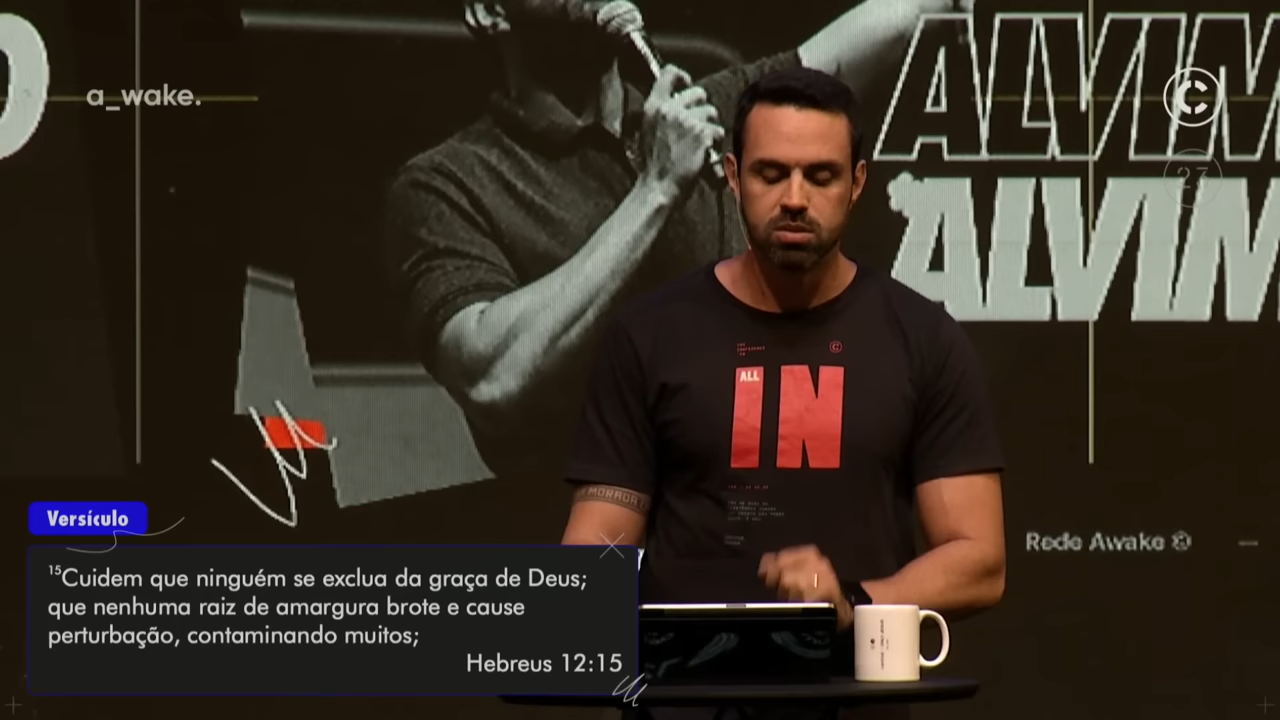 a_wake.
ALVIM
ALVIM
C
23
ALL
IN
Versículo
¹⁵Cuidem que ninguém se exclua da graça de Deus;
que nenhuma raiz de amargura brote e cause
perturbação, contaminando muitos;
Hebreus 12:15
Rede Awake